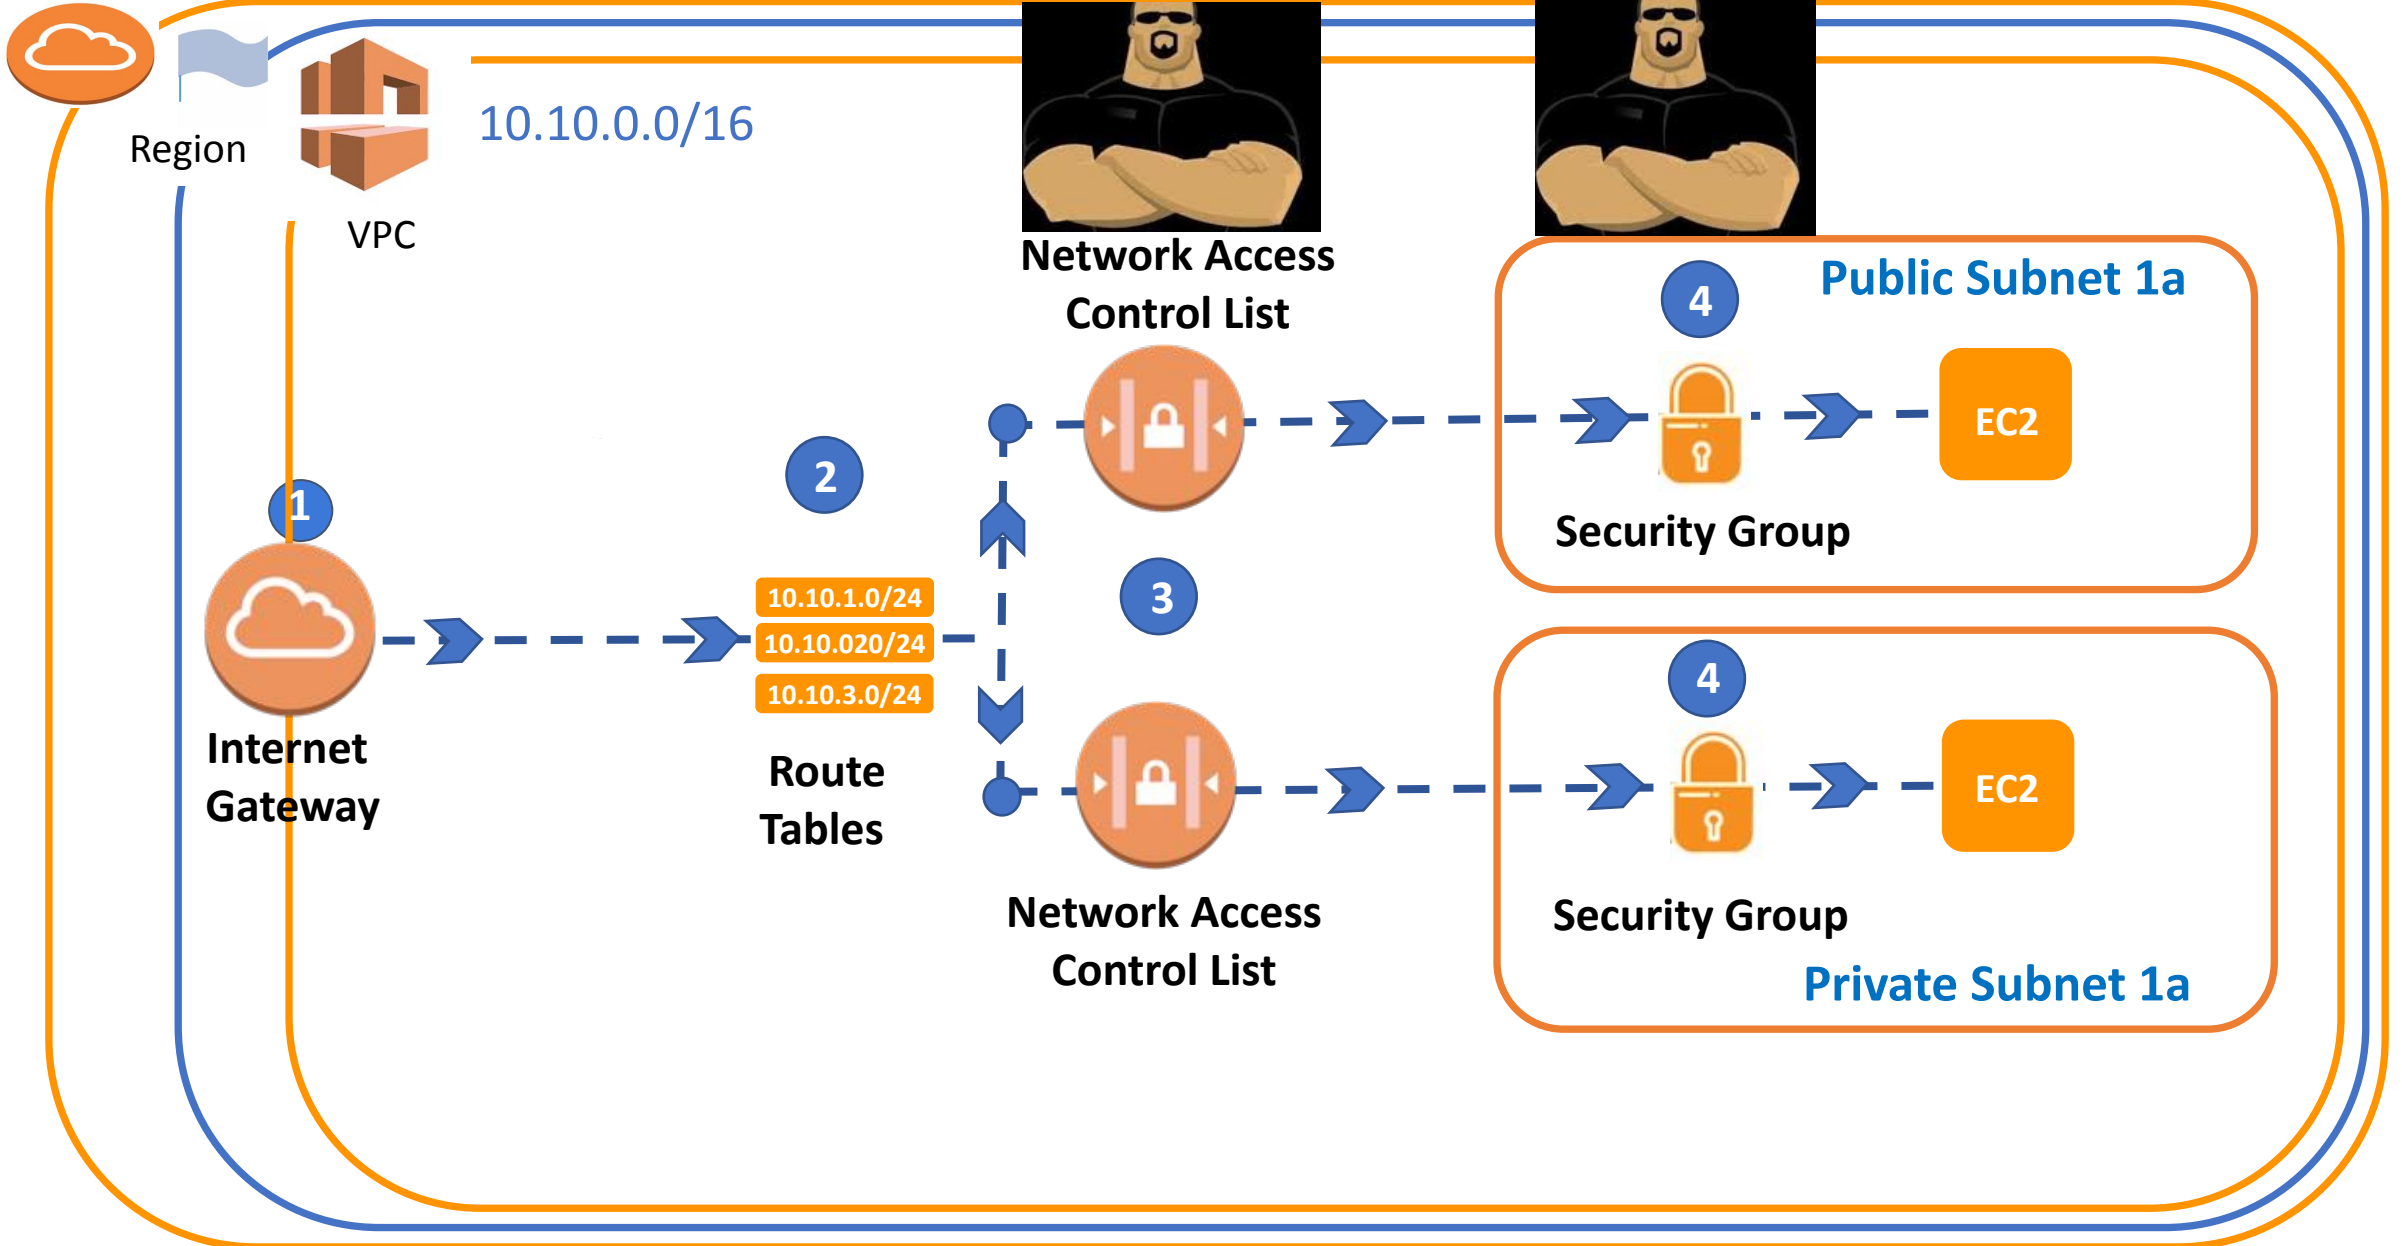 Region
VPC
10.10.0.0/16
Network Access
Control List
Public Subnet 1a
4
EC2
Security Group
1
2
3
Internet
Gateway
10.10.1.0/24
10.10.020/24
10.10.3.0/24
Route
Tables
Network Access
Control List
4
EC2
Security Group
Private Subnet 1a